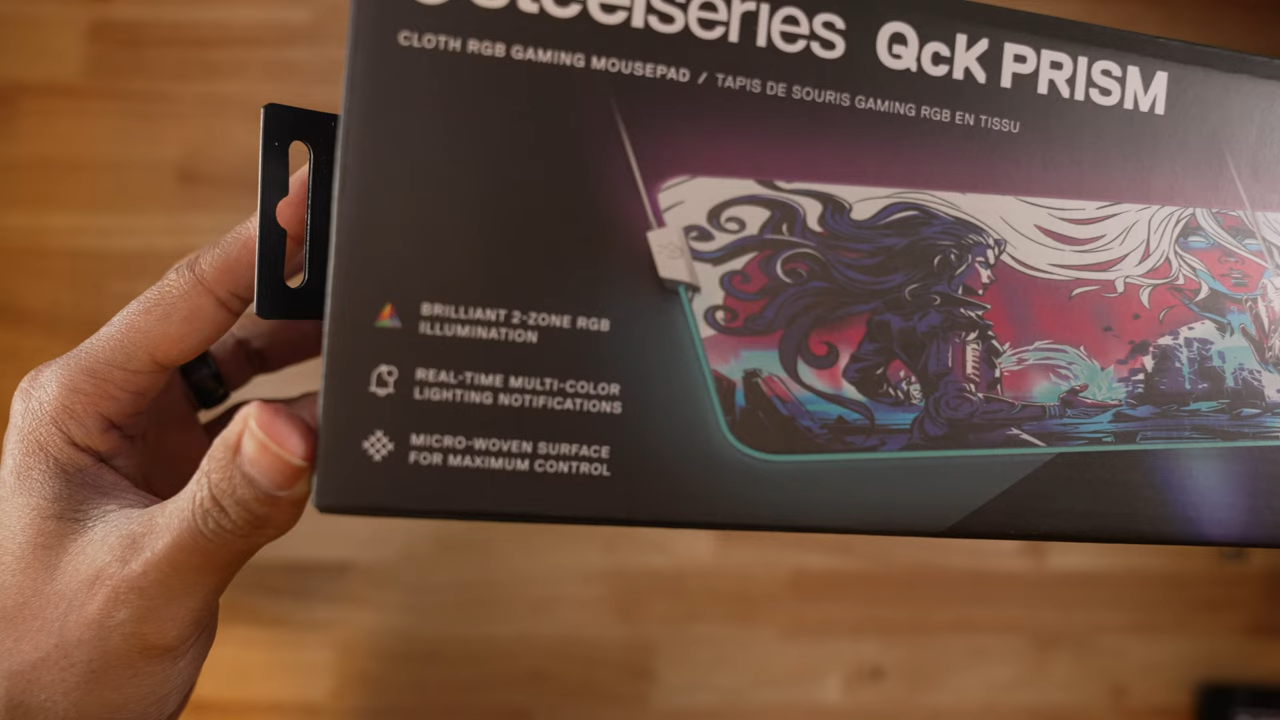 steelseries QcK PRISM
CLOTH RGB GAMING MOUSEPAD / TAPIS DE SOURIS GAMING RGB EN TISSU
BRILLIANT 2-ZONE RGB
ILLUMINATION
REAL-TIME MULTI-COLOR
LIGHTING NOTIFICATIONS
MICRO-WOVEN SURFACE
FOR MAXIMUM CONTROL